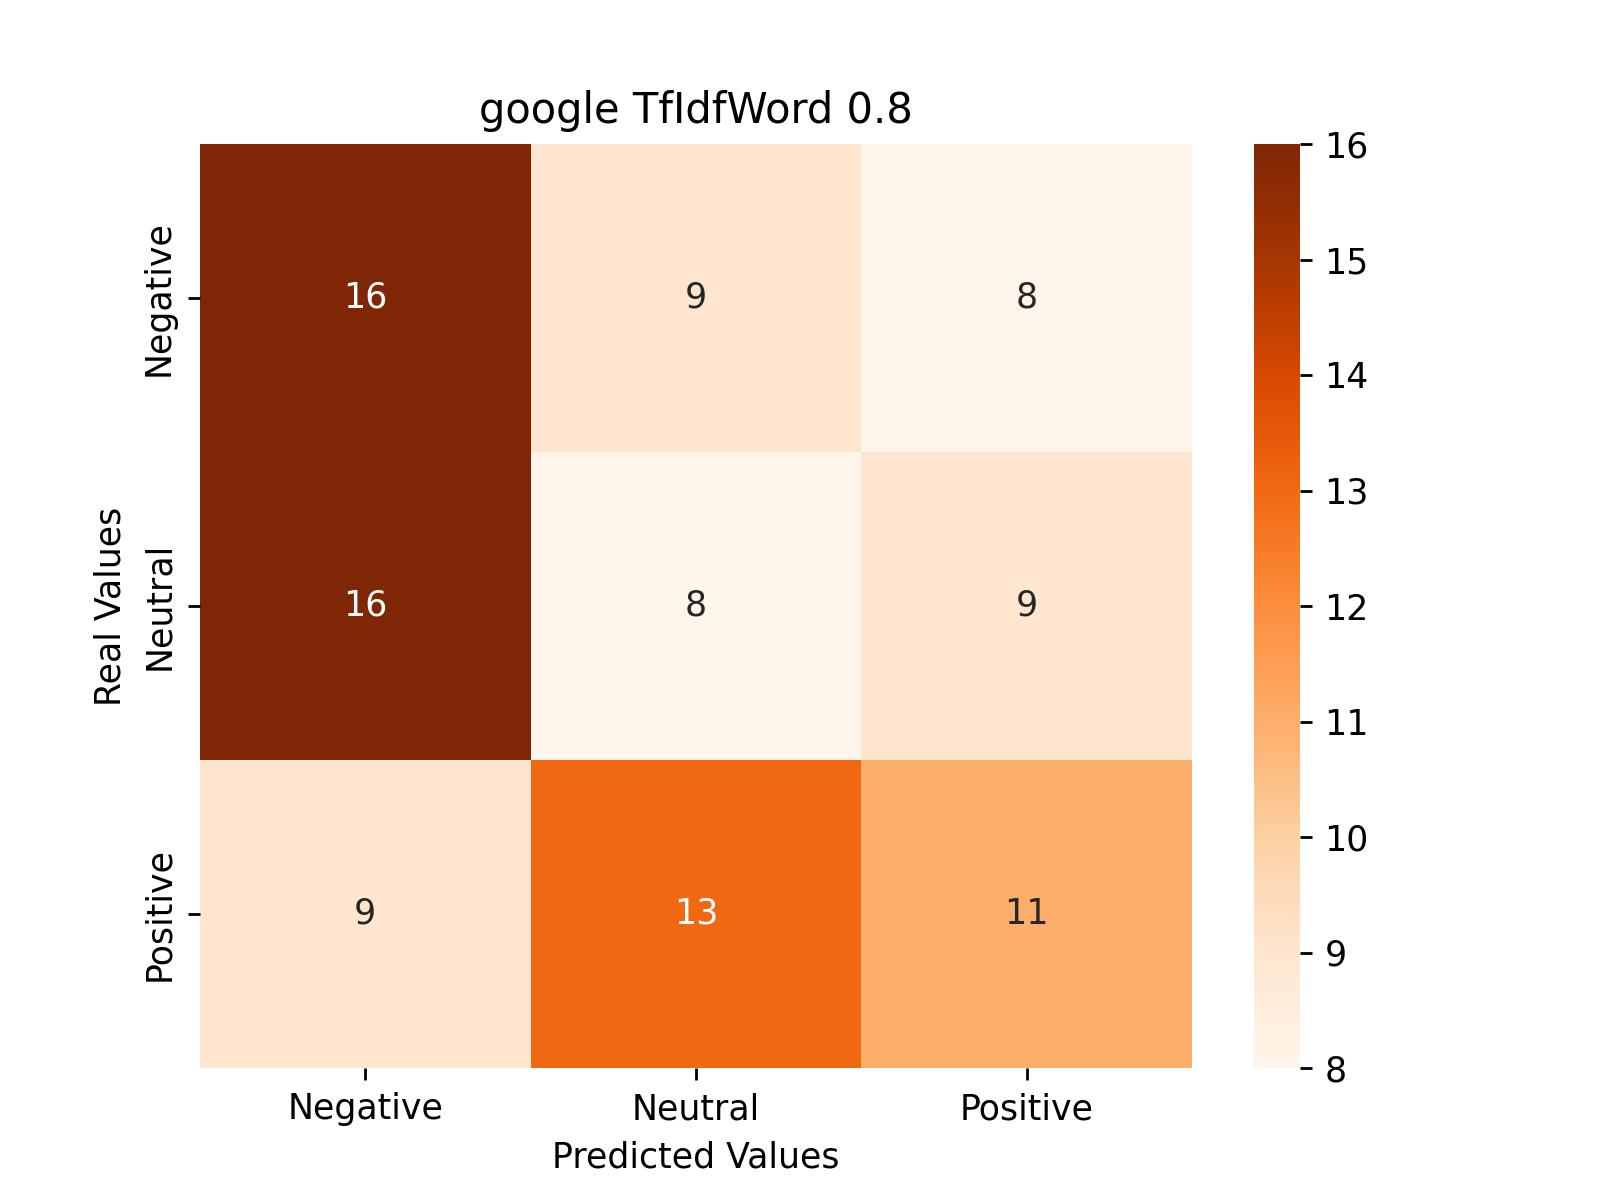 google TfIdfWord 0.8
Real Values
Negative
Neutral
Positive
16 9 8
16 8 9
9 13 11
Negative Neutral Positive
Predicted Values
16
15
14
13
12
11
10
9
8